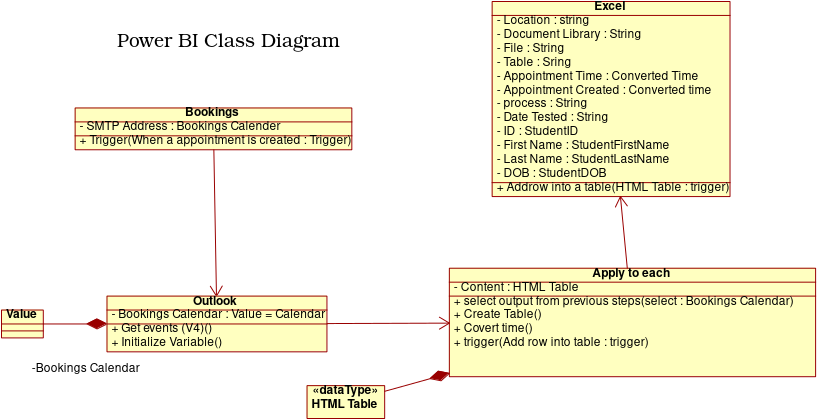 Excel
- Location : string
- Document Library : String
- File : String
- Table : Sring
- Appointment Time : Converted Time
- Appointment Created : Converted time
- process : String
- Date Tested : String
- ID : StudentID
- First Name : StudentFirstName
- Last Name : StudentLastName
- DOB : StudentDOB
+ Addrow into a table(HTML Table : trigger)
Power BI Class Diagram
Bookings
- SMTP Address : Bookings Calender
+ Trigger(When a appointment is created : Trigger)
Apply to each
- Content : HTML Table
+ select output from previous steps(select : Bookings Calendar)
+ Create Table()
+ Covert time()
+ trigger(Add row into table : trigger)
Outlook
- Bookings Calendar : Value = Calendar
+ Get events (V4)()
+ Initialize Variable()
Value
-Bookings Calendar
«dataType»
HTML Table